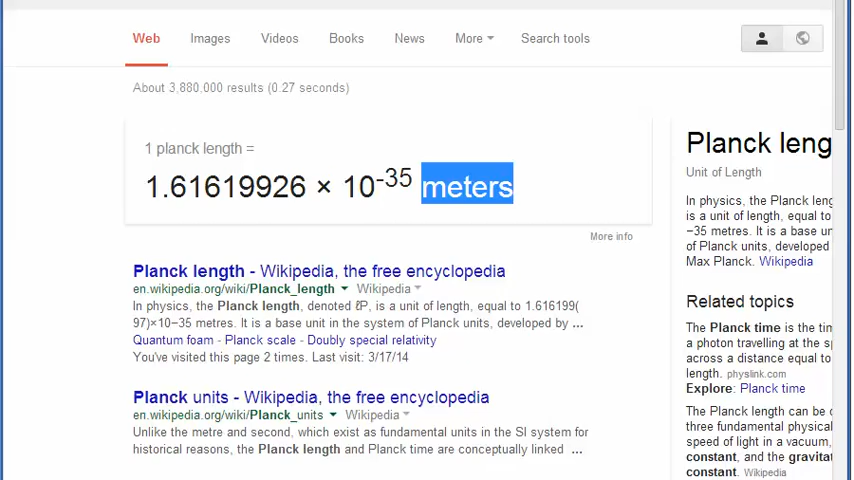 Web Images Videos Books News More Search tools
About 3,880,000 results (0.27 seconds)
1 planck length =
1.61619926 × 10-35 meters
More info
Planck length - Wikipedia, the free encyclopedia
en.wikipedia.org/wiki/Planck_length Wikipedia
In physics, the Planck length, denoted ℓP, is a unit of length, equal to 1.616199(
97)×10−35 metres. It is a base unit in the system of Planck units, developed by ...
Quantum foam - Planck scale - Doubly special relativity
You've visited this page 2 times. Last visit: 3/17/14
Planck units - Wikipedia, the free encyclopedia
en.wikipedia.org/wiki/Planck_units Wikipedia
Unlike the metre and second, which exist as fundamental units in the SI system for
historical reasons, the Planck length and Planck time are conceptually linked ...
Planck leng
Unit of Length
In physics, the Planck leng
is a unit of length, equal to
−35 metres. It is a base un
of Planck units, developed
Max Planck. Wikipedia
Related topics
The Planck time is the tim
a photon travelling at the sp
across a distance equal to
length. physlink.com
Explore: Planck time
The Planck length can be d
three fundamental physical
speed of light in a vacuum,
constant, and the gravitat
constant. Wikipedia